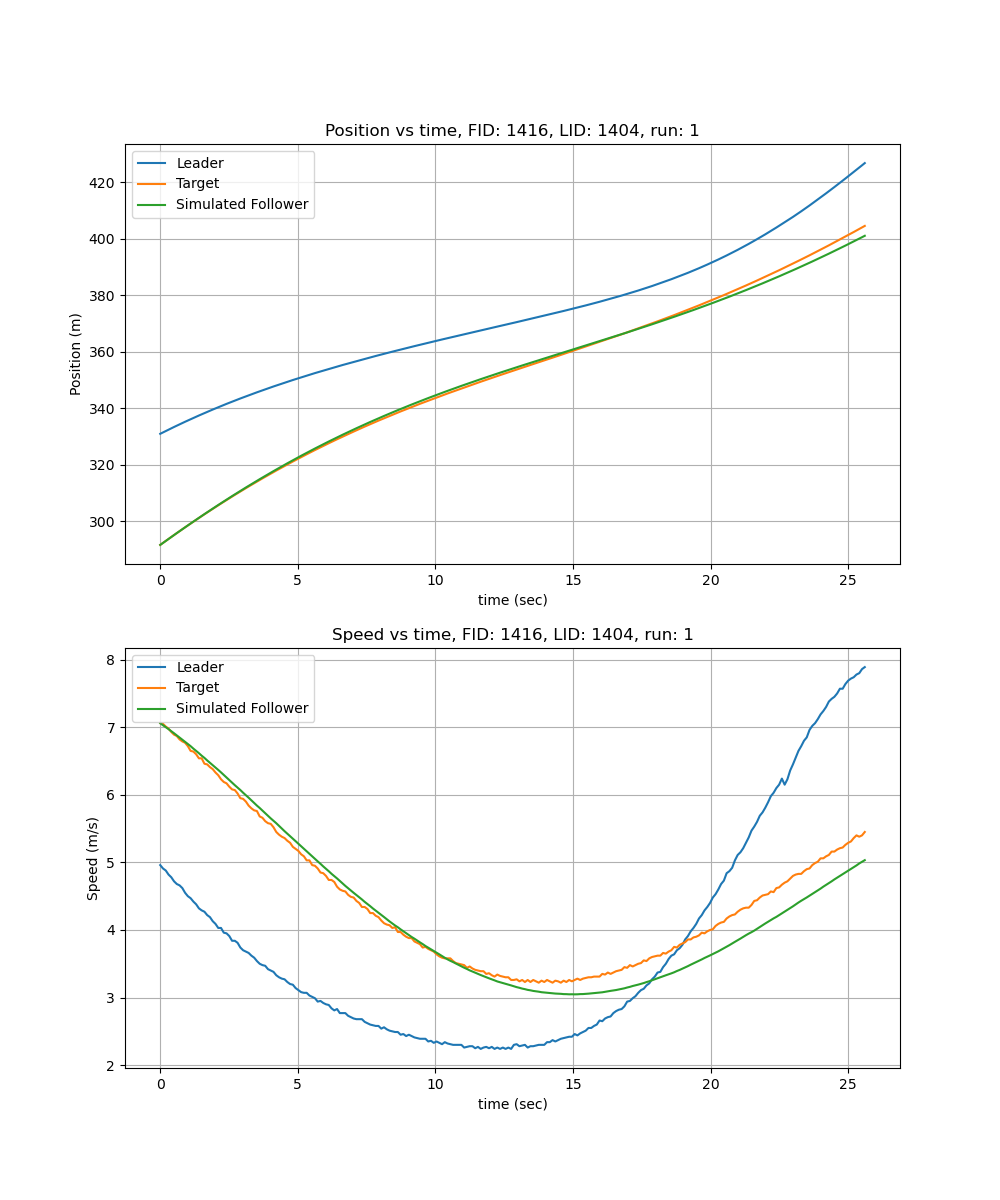 Position vs time, FID: 1416, LID: 1404, run: 1
Leader
Target
Simulated Follower
420
400
380
360
340
320
300
Position (m)
0 5 10 15 20 25
time (sec)
Speed vs time, FID: 1416, LID: 1404, run: 1
Leader
Target
Simulated Follower
8
7
6
5
4
3
2
Speed (m/s)
0 5 10 15 20 25
time (sec)